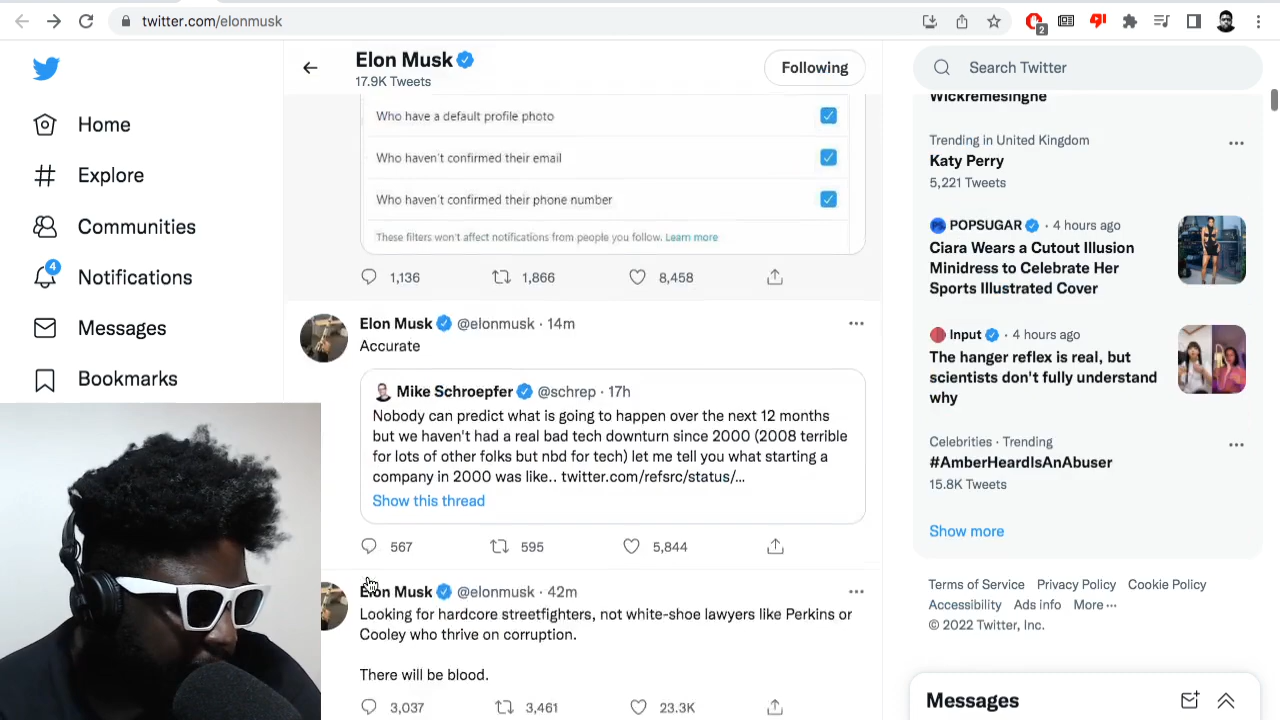 twitter.com/elonmusk
2
Elon Musk
17.9K Tweets
Following
Search Twitter
Home
Explore
Communities
4
Notifications
Messages
Bookmarks
Who have a default profile photo
Who haven't confirmed their email
Who haven't confirmed their phone number
These filters won't affect notifications from people you follow. Learn more
1,136 1,866 8,458
Elon Musk @elonmusk · 14m
Accurate
Mike Schroepfer @schrep · 17h
Nobody can predict what is going to happen over the next 12 months
but we haven't had a real bad tech downturn since 2000 (2008 terrible
for lots of other folks but nbd for tech) let me tell you what starting a
company in 2000 was like.. twitter.com/refsrc/status/...
Show this thread
567 595 5,844
Elon Musk @elonmusk · 42m
Looking for hardcore streetfighters, not white-shoe lawyers like Perkins or
Cooley who thrive on corruption.
There will be blood.
3,037 3,461 23.3K
Wickremesinghe
Trending in United Kingdom
Katy Perry
5,221 Tweets
POPSUGAR · 4 hours ago
Ciara Wears a Cutout Illusion
Minidress to Celebrate Her
Sports Illustrated Cover
Input · 4 hours ago
The hanger reflex is real, but
scientists don't fully understand
why
Celebrities · Trending
#AmberHeardIsAnAbuser
15.8K Tweets
Show more
Terms of Service Privacy Policy Cookie Policy
Accessibility Ads info More ···
© 2022 Twitter, Inc.
Messages